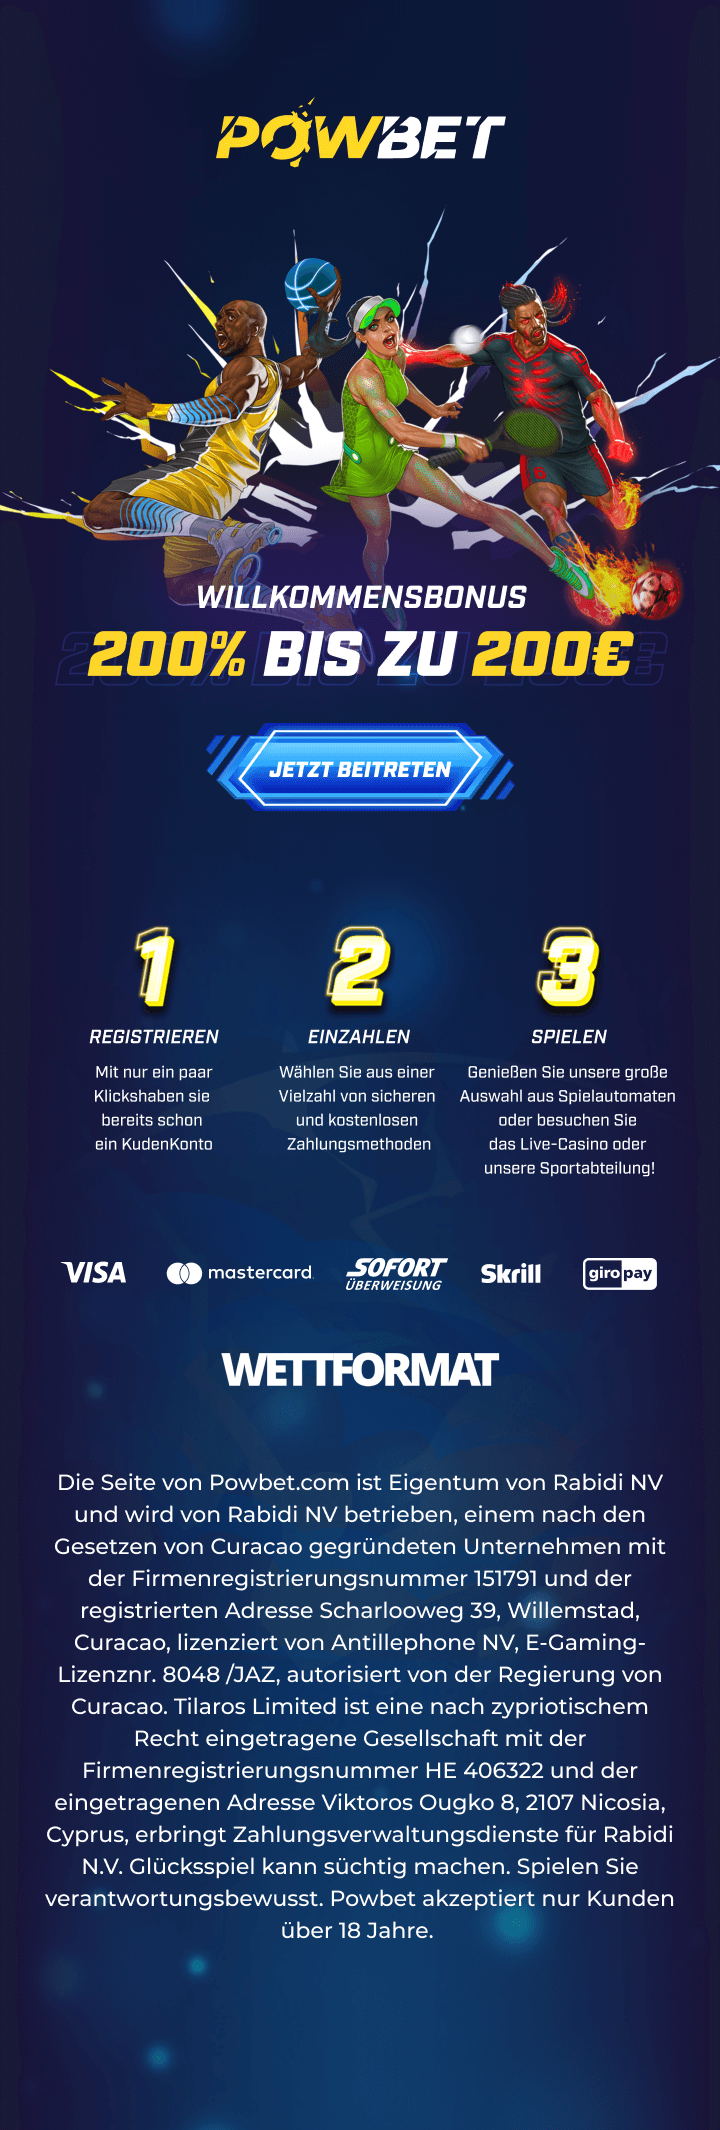 POWBET
WILLKOMMENSBONUS
200% BIS ZU 200€
JETZT BEITRETEN
1
REGISTRIEREN
Mit nur ein paar
Klickshaben sie
bereits schon
ein KudenKonto
2
EINZAHLEN
Wählen Sie aus einer
Vielzahl von sicheren
und kostenlosen
Zahlungsmethoden
3
SPIELEN
Genießen Sie unsere große
Auswahl aus Spielautomaten
oder besuchen Sie
das Live-Casino oder
unsere Sportabteilung!
VISA
mastercard.
SOFORT
ÜBERWEISUNG
Skrill
giropay
WETTFORMAT
Die Seite von Powbet.com ist Eigentum von Rabidi NV
und wird von Rabidi NV betrieben, einem nach den
Gesetzen von Curacao gegründeten Unternehmen mit
der Firmenregistrierungsnummer 151791 und der
registrierten Adresse Scharlooweg 39, Willemstad,
Curacao, lizenziert von Antillephone NV, E-Gaming-
Lizenznr. 8048 /JAZ, autorisiert von der Regierung von
Curacao. Tilaros Limited ist eine nach zypriotischem
Recht eingetragene Gesellschaft mit der
Firmenregistrierungsnummer HE 406322 und der
eingetragenen Adresse Viktoros Ougko 8, 2107 Nicosia,
Cyprus, erbringt Zahlungsverwaltungsdienste für Rabidi
N.V. Glücksspiel kann süchtig machen. Spielen Sie
verantwortungsbewusst. Powbet akzeptiert nur Kunden
über 18 Jahre.